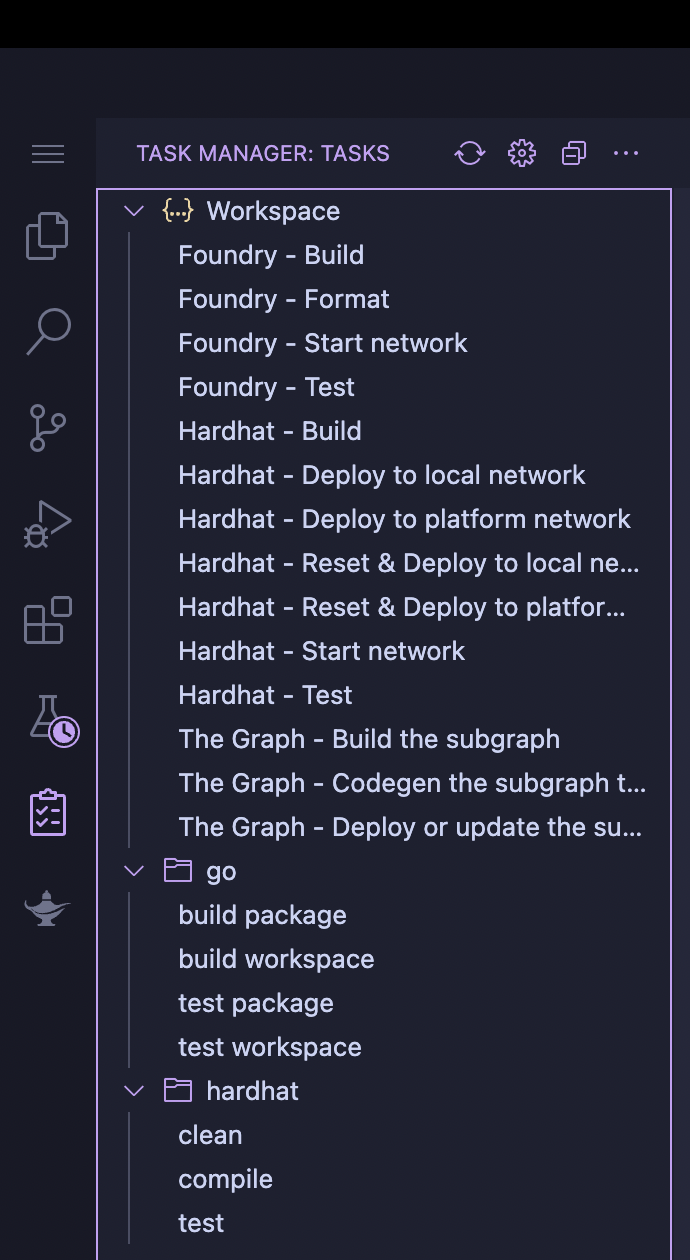 TASK MANAGER: TASKS
{...} Workspace
Foundry - Build
Foundry - Format
Foundry - Start network
Foundry - Test
Hardhat - Build
Hardhat - Deploy to local network
Hardhat - Deploy to platform network
Hardhat - Reset & Deploy to local ne...
Hardhat - Reset & Deploy to platfor...
Hardhat - Start network
Hardhat - Test
The Graph - Build the subgraph
The Graph - Codegen the subgraph t...
The Graph - Deploy or update the su...
go
build package
build workspace
test package
test workspace
hardhat
clean
compile
test